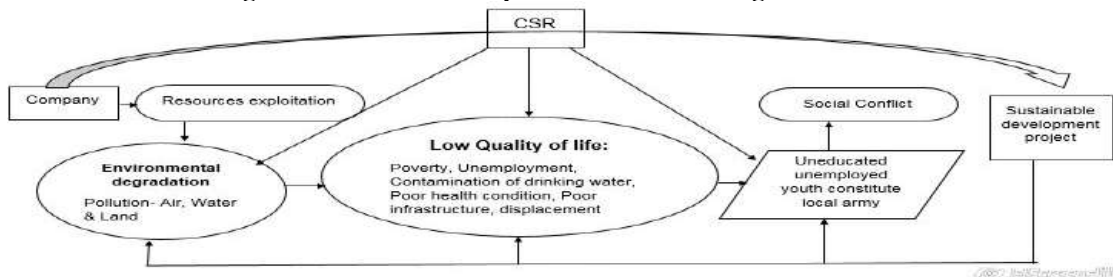 CSR
Company
Resources exploitation
Social Conflict
Sustainable
development
project
Environmental
degradation
Pollution- Air, Water
& Land
Low Quality of life:
Poverty, Unemployment,
Contamination of drinking water,
Poor health condition, Poor
infrastructure, displacement
Uneducated
unemployed
youth constitute
local army